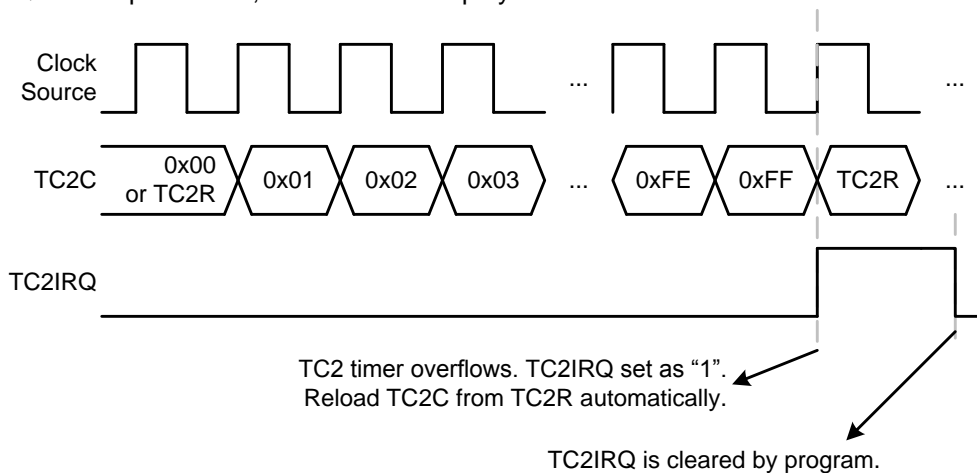 Clock
Source
...
...
TC2C
0x00
or TC2R
0x01
0x02
0x03
...
0xFE
0xFF
TC2R
...
TC2IRQ
TC2 timer overflows. TC2IRQ set as “1”.
Reload TC2C from TC2R automatically.
TC2IRQ is cleared by program.